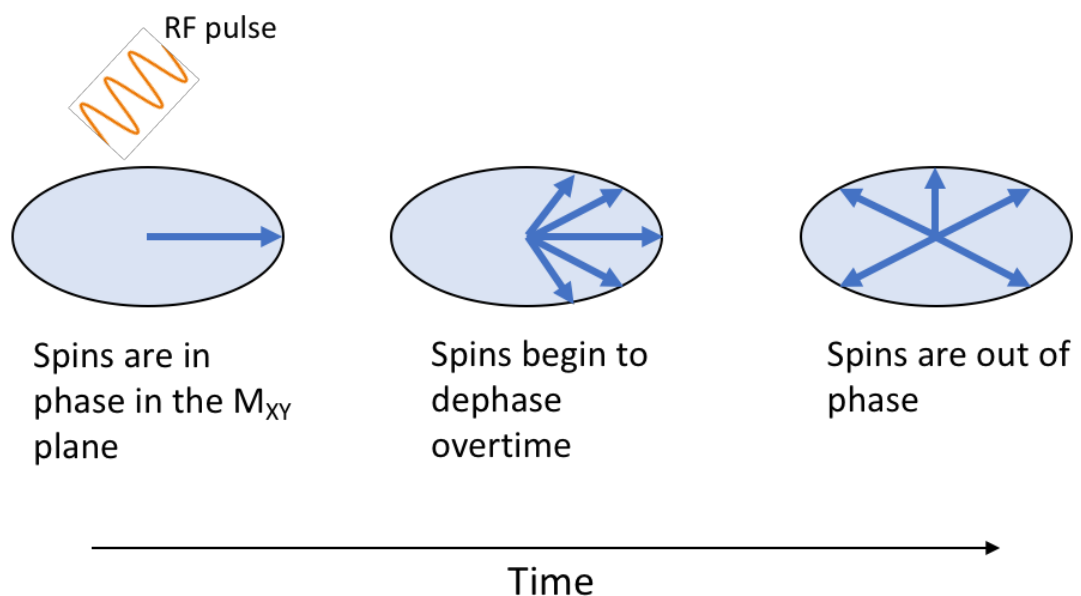 RF pulse
Spins are in
phase in the MXY
plane
Spins begin to
dephase
overtime
Spins are out of
phase
Time